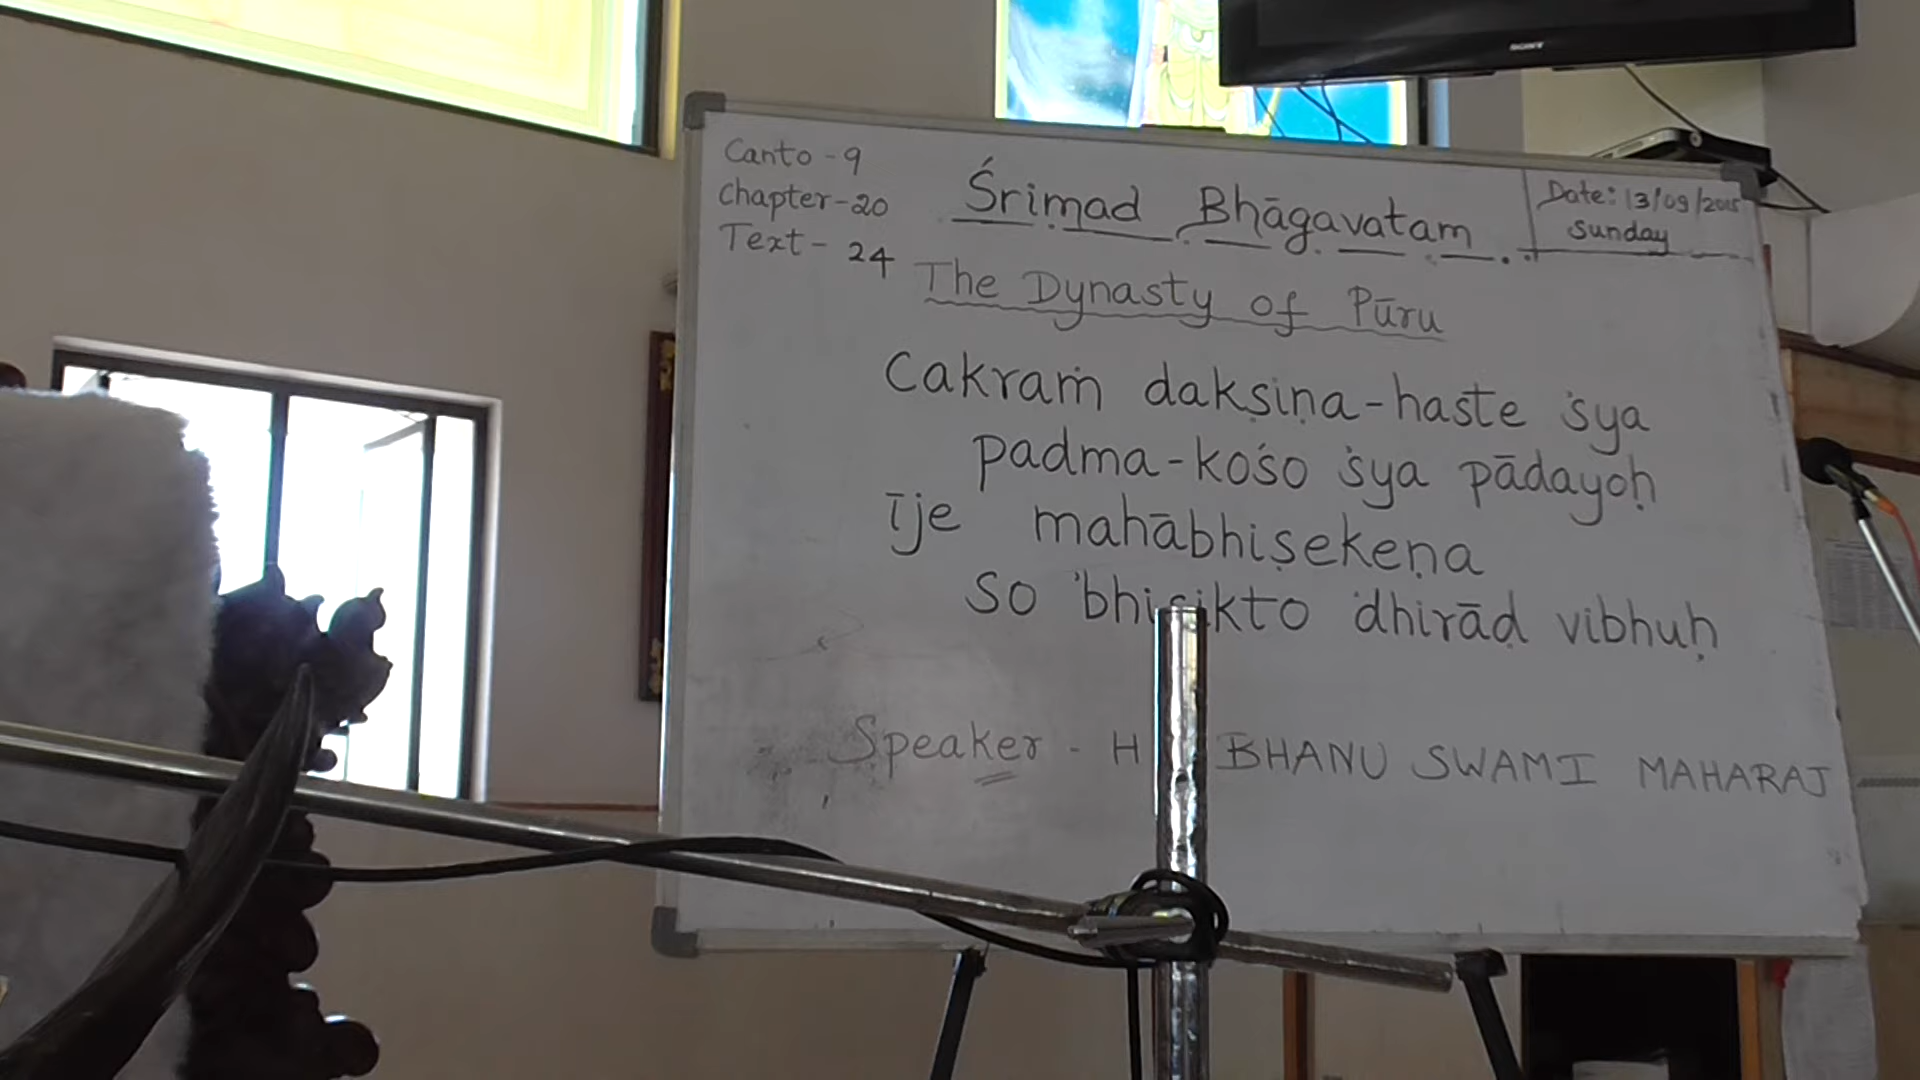 SONY
Canto - 9
Chapter - 20
Text - 24
Śrimad Bhāgavatam
Date: 13/09/2015
Sunday
The Dynasty of Pūru
Cakraṁ dakṣiṇa-haste 'sya
padma-kośo 'sya pādayoḥ
īje mahābhiṣekeṇa
so 'bhiṣikto 'dhirāḍ vibhuḥ
Speaker - H BHANU SWAMI MAHARAJ